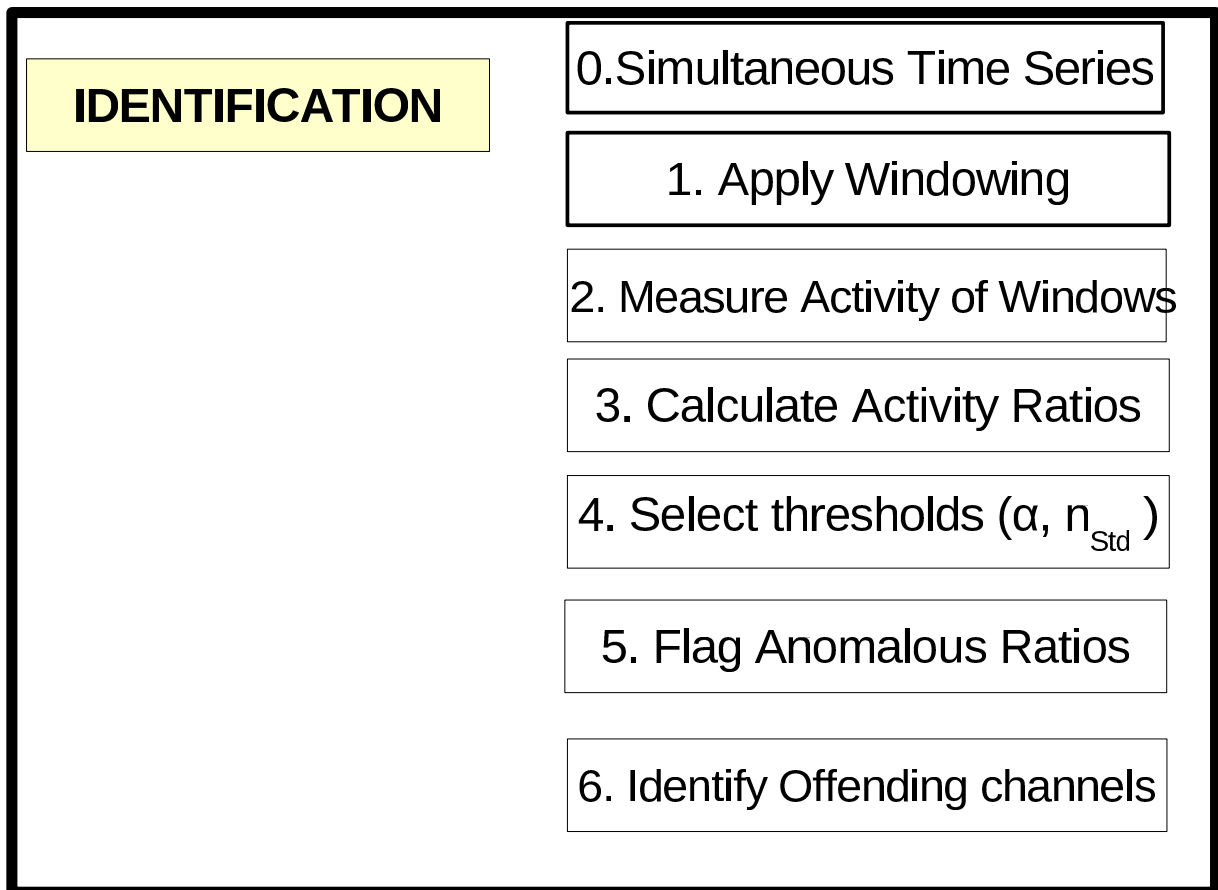 IDENTIFICATION
0.Simultaneous Time Series
1. Apply Windowing
2. Measure Activity of Windows
3. Calculate Activity Ratios
4. Select thresholds (α, nStd )
5. Flag Anomalous Ratios
6. Identify Offending channels